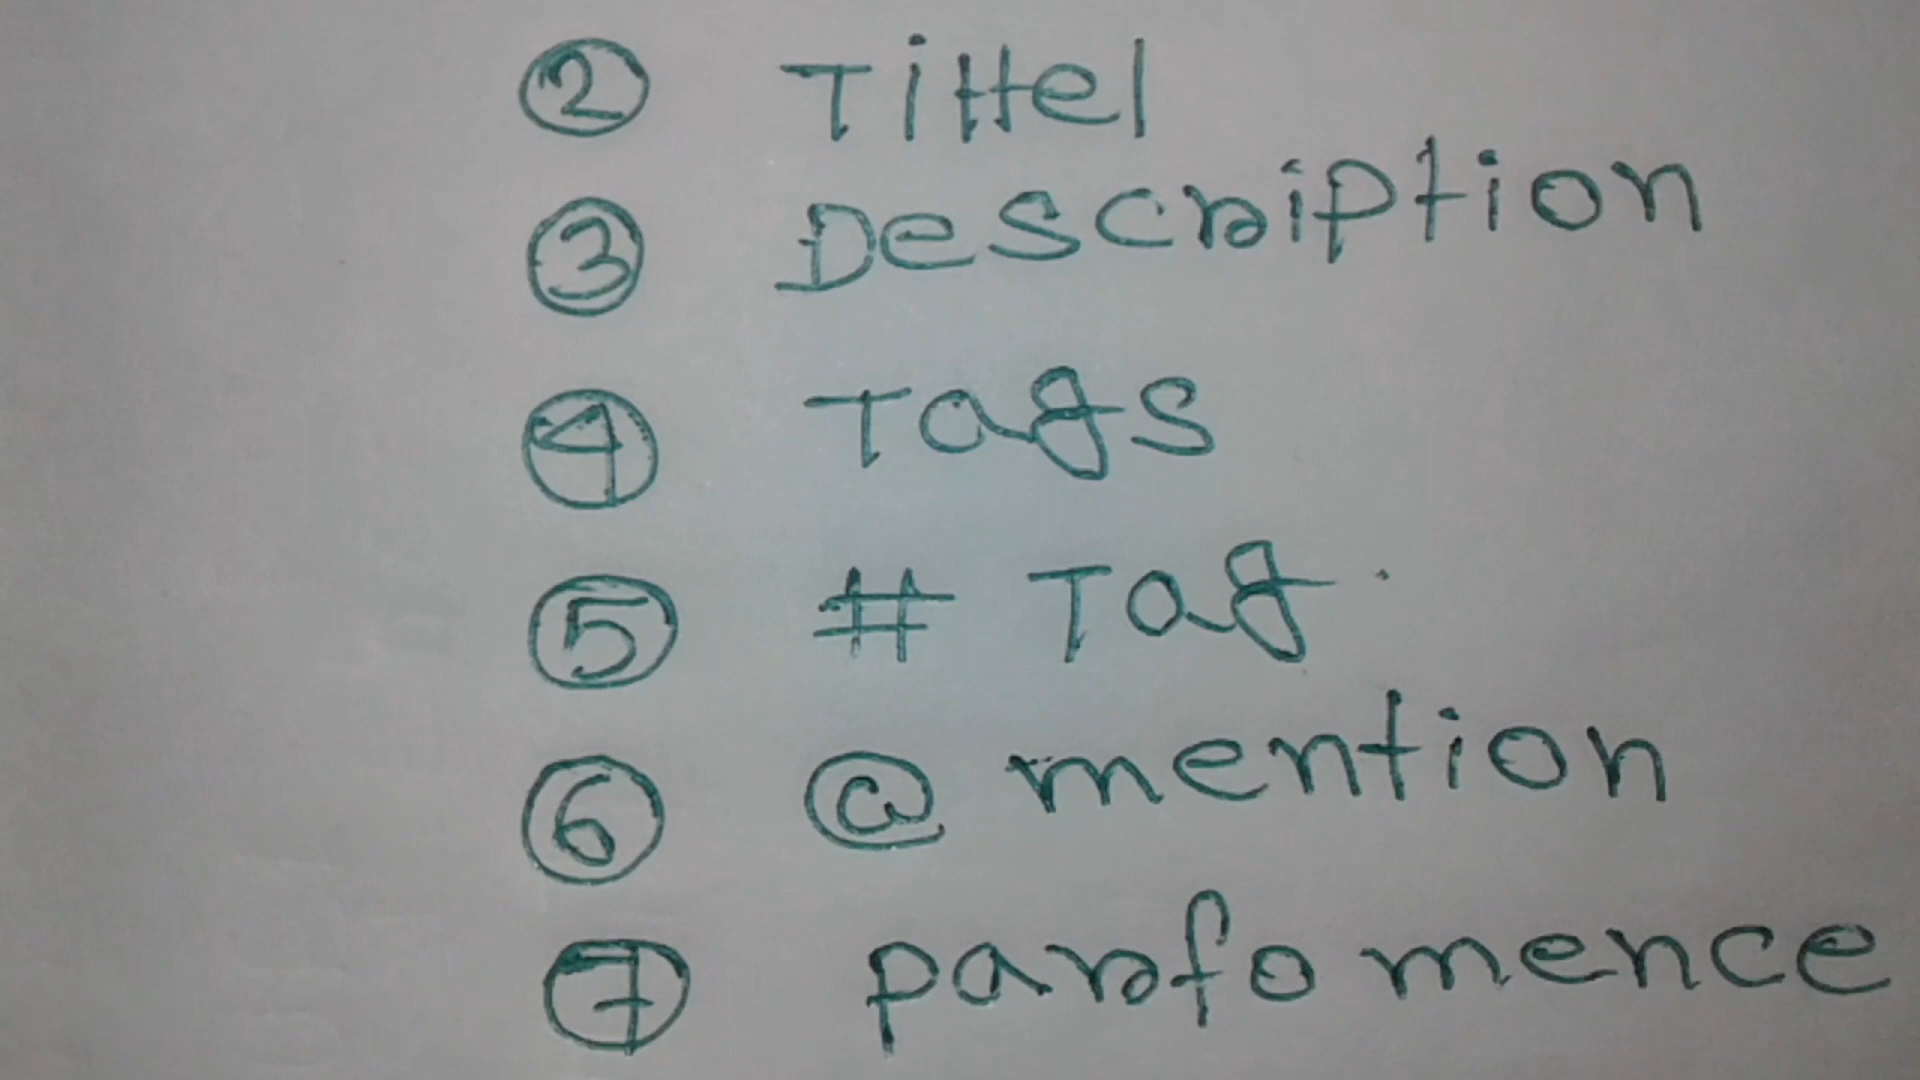 ② Tittel
③ Description
④ Tags
⑤ # Tag
⑥ @ mention
⑦ parfomence